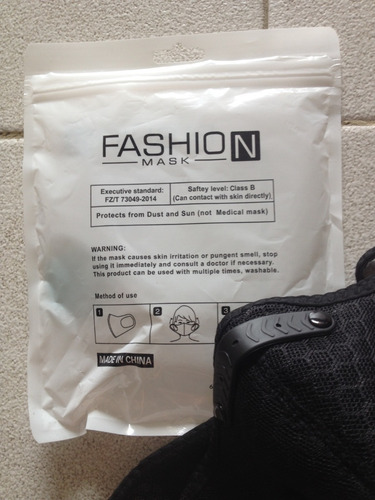 FASHION
MASK
Executive standard:
FZ/T 73049-2014
Saftey level: Class B
(Can contact with skin directly)
Protects from Dust and Sun (not Medical mask)
WARNING:
If the mask causes skin irritation or pungent smell, stop
using it immediately and consult a doctor if necessary.
This product can be used with multiple times, washable.
Method of use
1
2
3
MADE IN CHINA